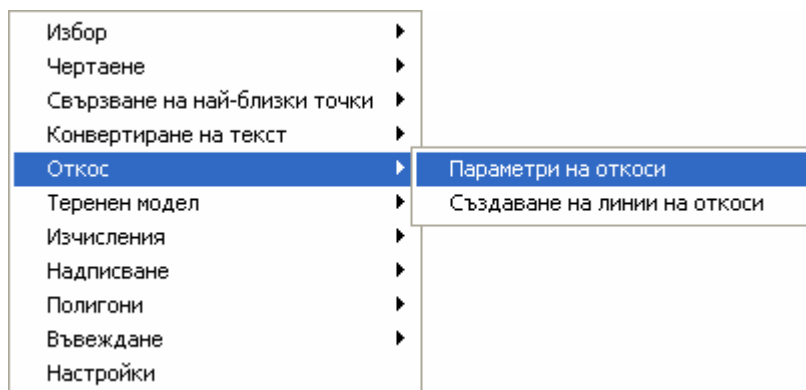 Избор
Чертаене
Свързване на най-близки точки
Конвертиране на текст
Откос
Параметри на откоси
Теренен модел
Създаване на линии на откоси
Изчисления
Надписване
Полигони
Въвеждане
Настройки